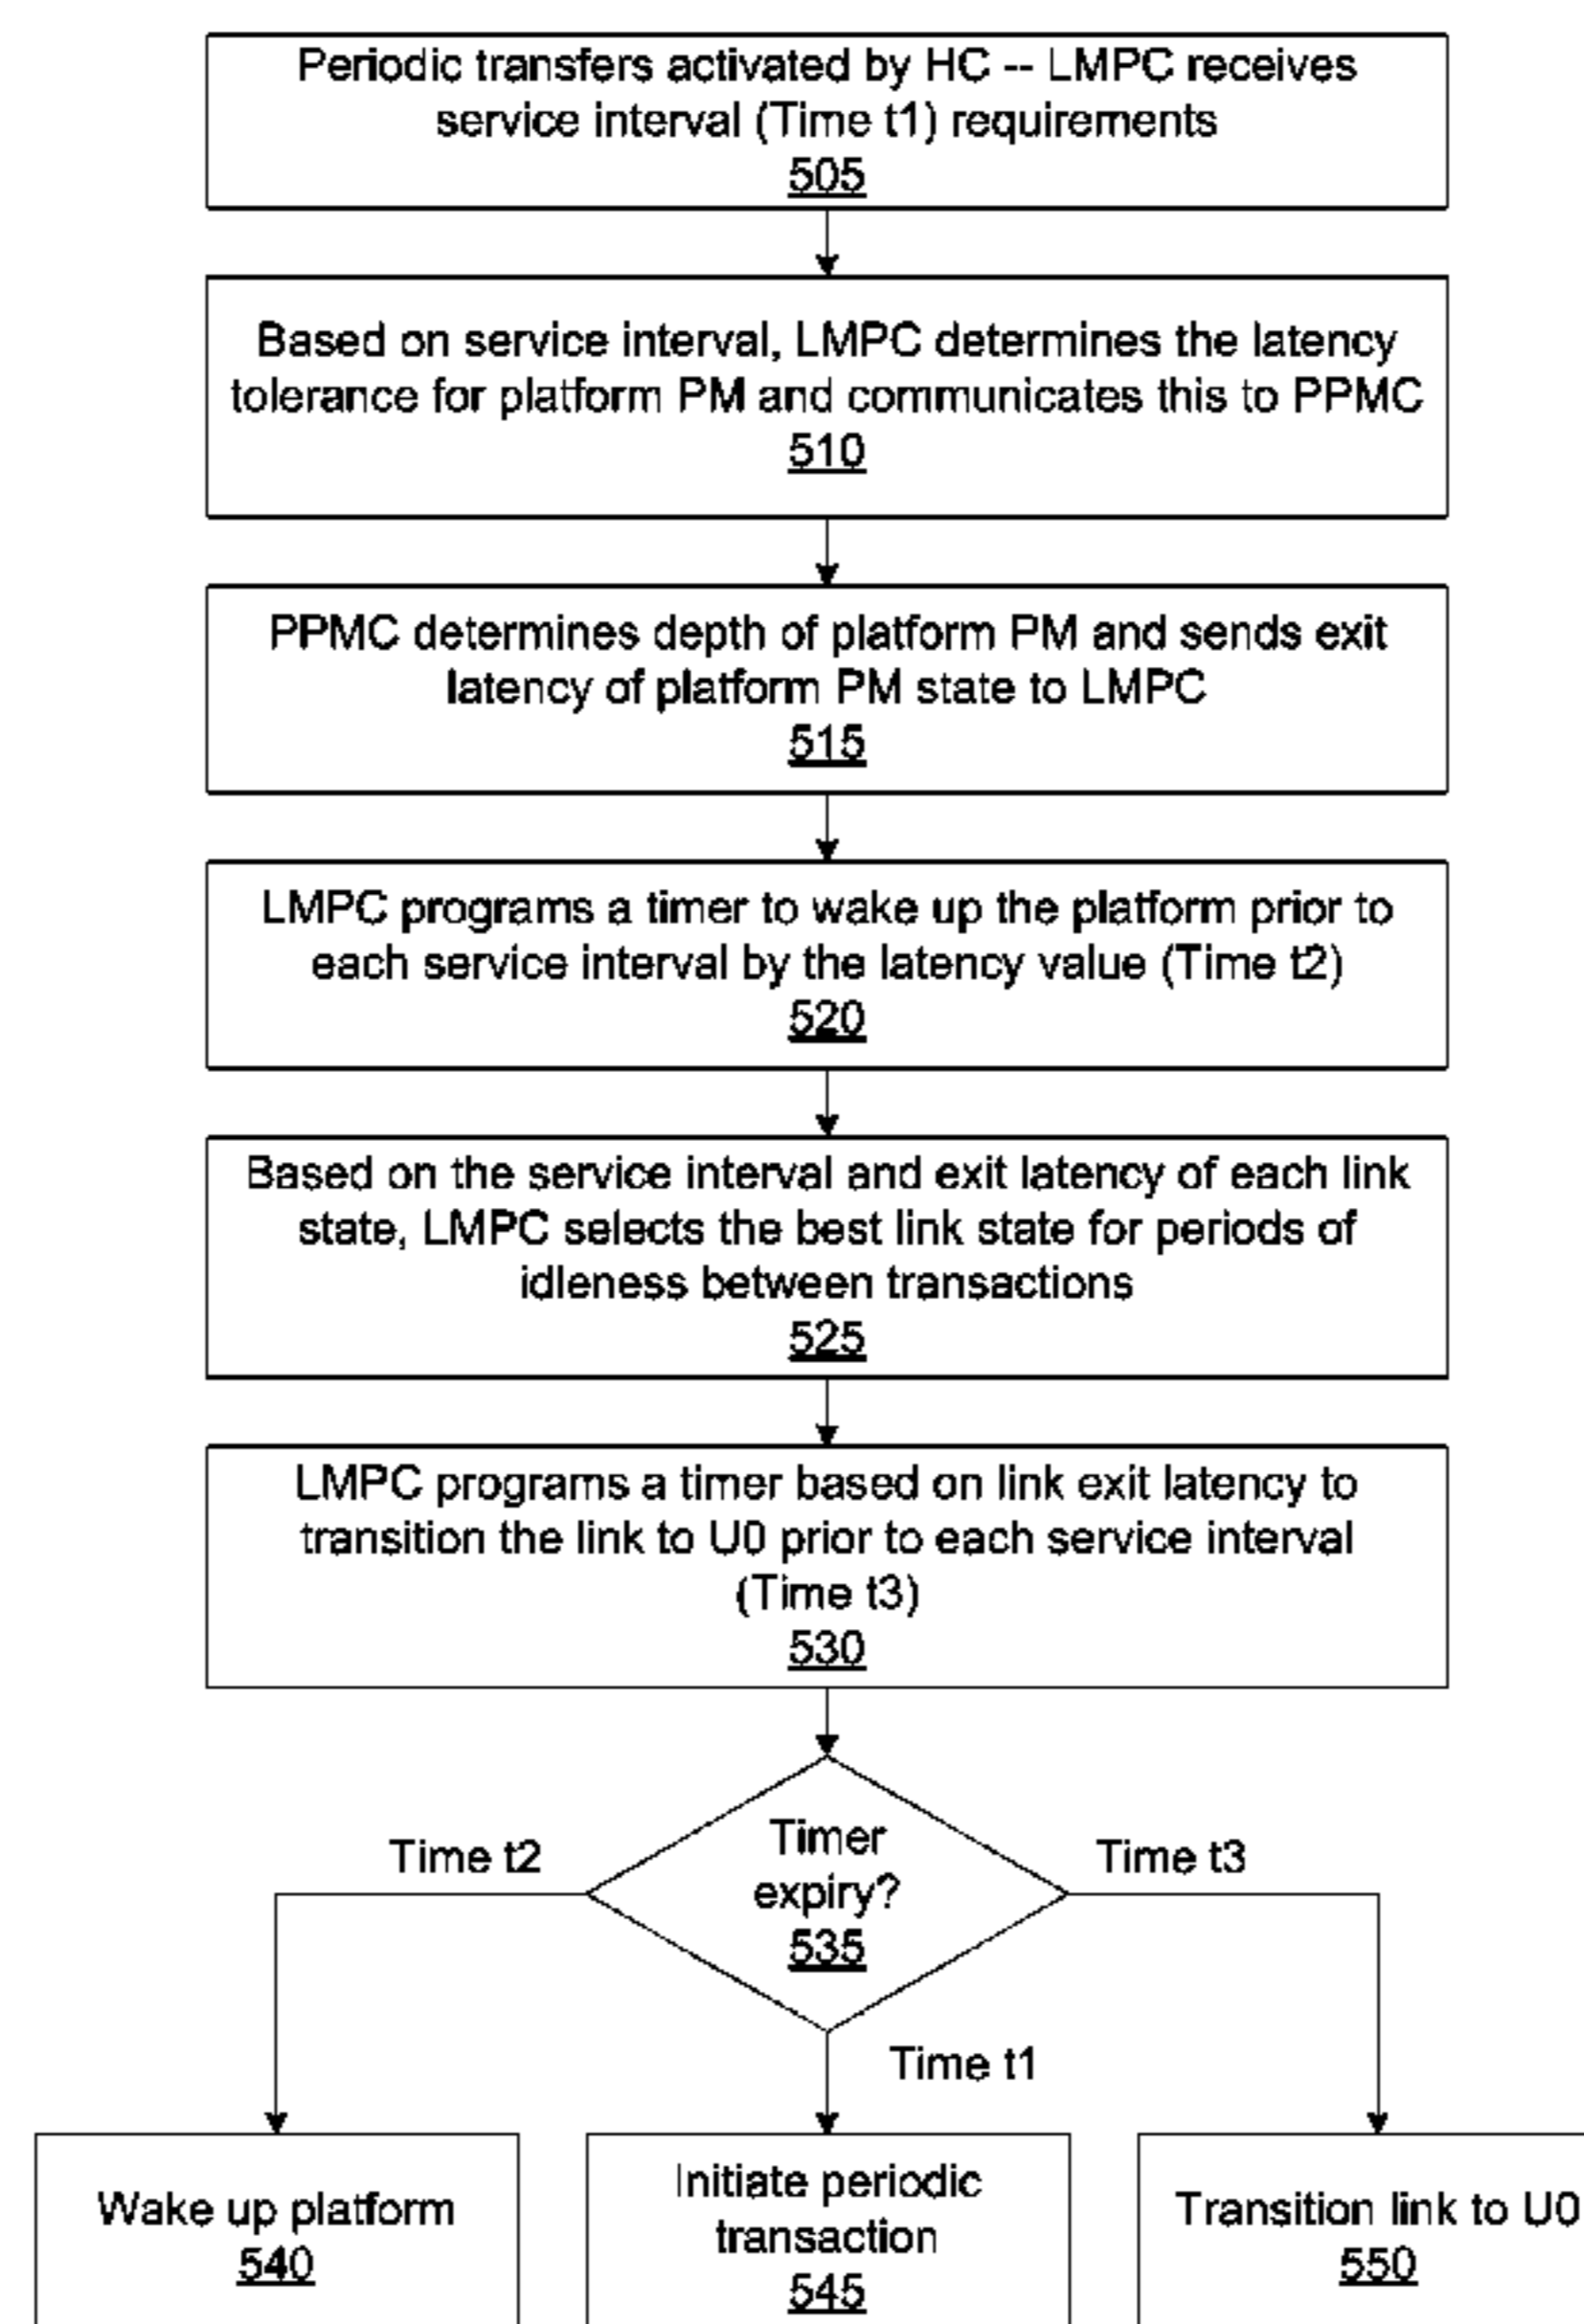 Periodic transfers activated by HC -- LMPC receives
service interval (Time t1) requirements
505
Based on service interval, LMPC determines the latency
tolerance for platform PM and communicates this to PPMC
510
PPMC determines depth of platform PM and sends exit
latency of platform PM state to LMPC
515
LMPC programs a timer to wake up the platform prior to
each service interval by the latency value (Time t2)
520
Based on the service interval and exit latency of each link
state, LMPC selects the best link state for periods of
idleness between transactions
525
LMPC programs a timer based on link exit latency to
transition the link to U0 prior to each service interval
(Time t3)
530
Timer
expiry?
535
Time t2
Time t3
Time t1
Wake up platform
540
Initiate periodic
transaction
545
Transition link to U0
550